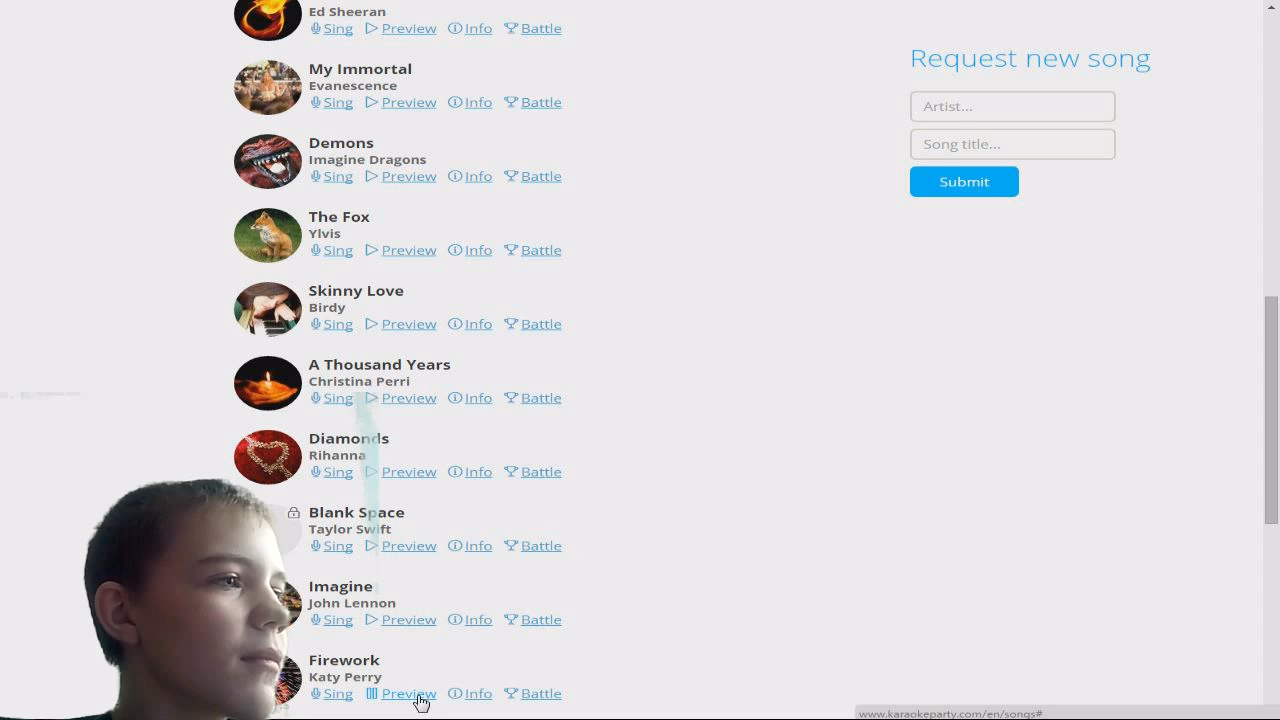 Ed Sheeran
Sing Preview Info Battle
My Immortal
Evanescence
Sing Preview Info Battle
Demons
Imagine Dragons
Sing Preview Info Battle
The Fox
Ylvis
Sing Preview Info Battle
Skinny Love
Birdy
Sing Preview Info Battle
A Thousand Years
Christina Perri
Sing Preview Info Battle
Diamonds
Rihanna
Sing Preview Info Battle
Blank Space
Taylor Swift
Sing Preview Info Battle
Imagine
John Lennon
Sing Preview Info Battle
Firework
Katy Perry
Sing Preview Info Battle
Request new song
Artist...
Song title...
Submit
www.karaokeparty.com/en/songs#